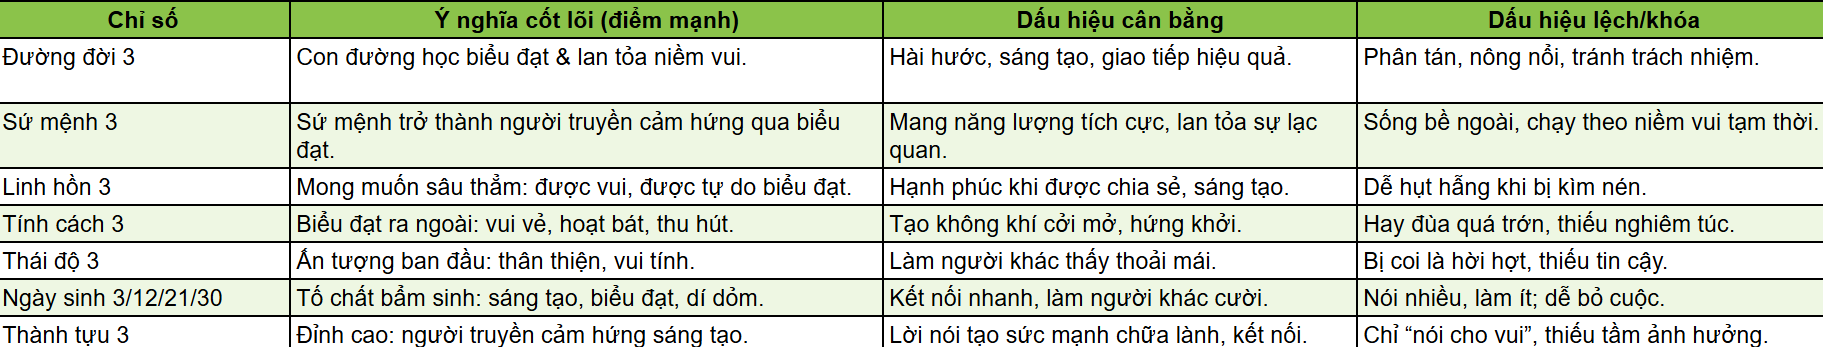 Chỉ số
Ý nghĩa cốt lõi (điểm mạnh)
Dấu hiệu cân bằng
Dấu hiệu lệch/khóa
Đường đời 3
Con đường học biểu đạt & lan tỏa niềm vui.
Hài hước, sáng tạo, giao tiếp hiệu quả.
Phân tán, nông nổi, tránh trách nhiệm.
Sứ mệnh 3
Sứ mệnh trở thành người truyền cảm hứng qua biểu
đạt.
Mang năng lượng tích cực, lan tỏa sự lạc
quan.
Sống bề ngoài, chạy theo niềm vui tạm thời.
Linh hồn 3
Mong muốn sâu thẳm: được vui, được tự do biểu đạt.
Hạnh phúc khi được chia sẻ, sáng tạo.
Dễ hụt hẫng khi bị kìm nén.
Tính cách 3
Biểu đạt ra ngoài: vui vẻ, hoạt bát, thu hút.
Tạo không khí cởi mở, hứng khởi.
Hay đùa quá trớn, thiếu nghiêm túc.
Thái độ 3
Ấn tượng ban đầu: thân thiện, vui tính.
Làm người khác thấy thoải mái.
Bị coi là hời hợt, thiếu tin cậy.
Ngày sinh 3/12/21/30
Tố chất bẩm sinh: sáng tạo, biểu đạt, dí dỏm.
Kết nối nhanh, làm người khác cười.
Nói nhiều, làm ít; dễ bỏ cuộc.
Thành tựu 3
Đỉnh cao: người truyền cảm hứng sáng tạo.
Lời nói tạo sức mạnh chữa lành, kết nối.
Chỉ “nói cho vui”, thiếu tầm ảnh hưởng.